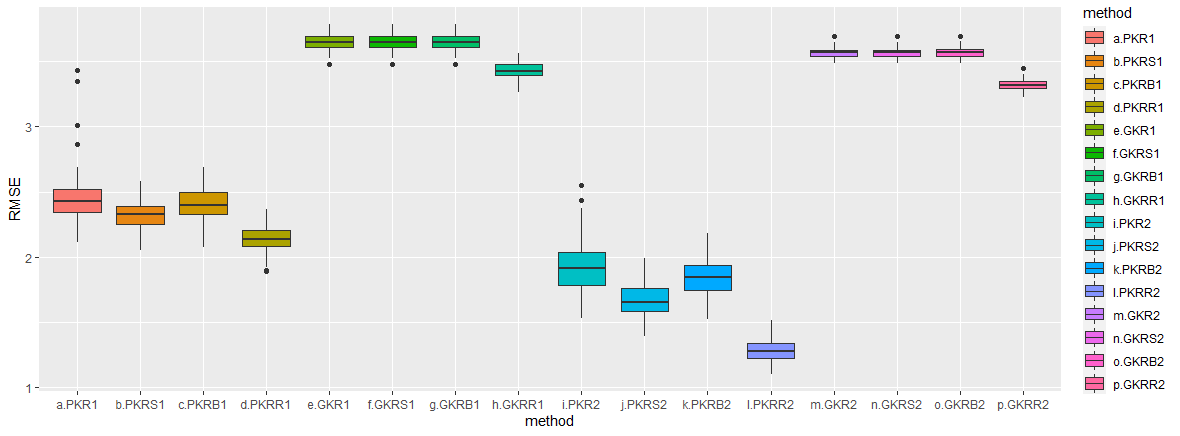 RMSE
3
2
1
a.PKR1 b.PKRS1 c.PKRB1 d.PKRR1 e.GKR1 f.GKRS1 g.GKRB1 h.GKRR1 i.PKR2 j.PKRS2 k.PKRB2 l.PKRR2 m.GKR2 n.GKRS2 o.GKRB2 p.GKRR2
method
method
a.PKR1
b.PKRS1
c.PKRB1
d.PKRR1
e.GKR1
f.GKRS1
g.GKRB1
h.GKRR1
i.PKR2
j.PKRS2
k.PKRB2
l.PKRR2
m.GKR2
n.GKRS2
o.GKRB2
p.GKRR2